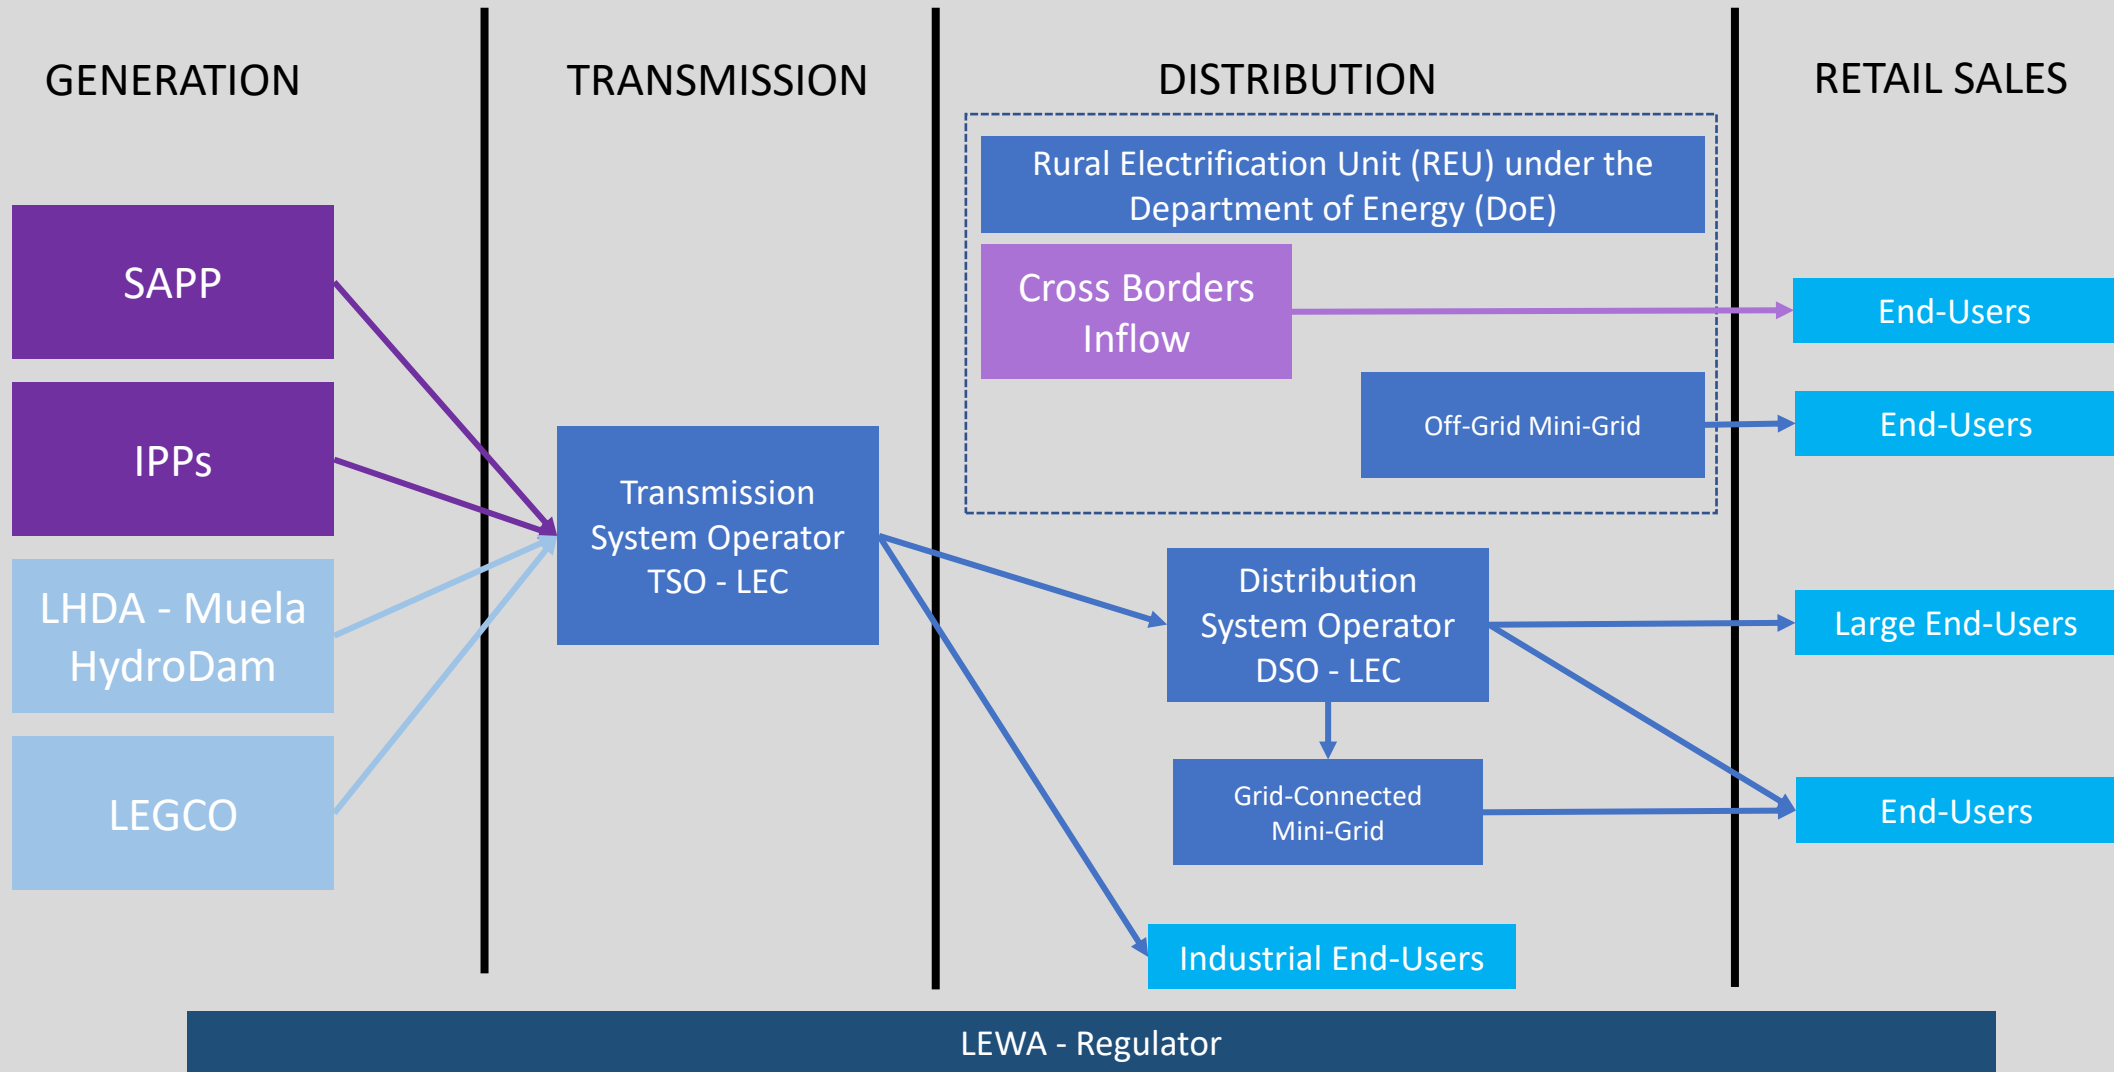 GENERATION
TRANSMISSION
DISTRIBUTION
RETAIL SALES
SAPP
IPPs
LHDA - Muela
HydroDam
LEGCO
Transmission
System Operator
TSO - LEC
Rural Electrification Unit (REU) under the
Department of Energy (DoE)
Cross Borders
Inflow
Off-Grid Mini-Grid
Distribution
System Operator
DSO - LEC
Grid-Connected
Mini-Grid
Industrial End-Users
End-Users
End-Users
Large End-Users
End-Users
LEWA - Regulator